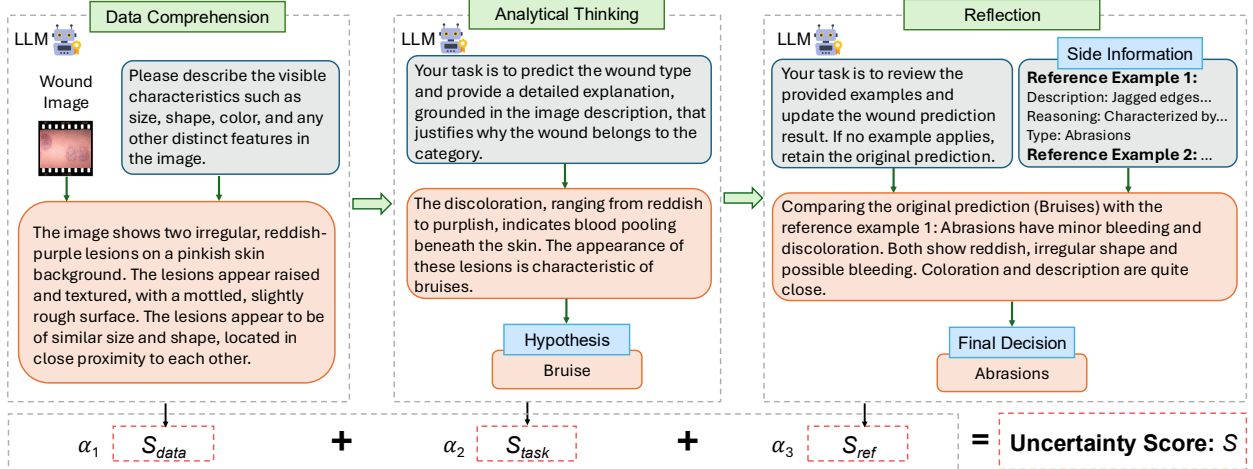 Data Comprehension
LLM
Wound
Image
Please describe the visible
characteristics such as
size, shape, color, and any
other distinct features in
the image.
The image shows two irregular, reddish-
purple lesions on a pinkish skin
background. The lesions appear raised
and textured, with a mottled, slightly
rough surface. The lesions appear to be
of similar size and shape, located in
close proximity to each other.
Analytical Thinking
LLM
Your task is to predict the wound type
and provide a detailed explanation,
grounded in the image description, that
justifies why the wound belongs to the
category.
The discoloration, ranging from reddish
to purplish, indicates blood pooling
beneath the skin. The appearance of
these lesions is characteristic of
bruises.
Hypothesis
Bruise
Reflection
LLM
Your task is to review the
provided examples and
update the wound prediction
result. If no example applies,
retain the original prediction.
Side Information
Reference Example 1:
Description: Jagged edges...
Reasoning: Characterized by...
Type: Abrasions
Reference Example 2: ...
Comparing the original prediction (Bruises) with the
reference example 1: Abrasions have minor bleeding and
discoloration. Both show reddish, irregular shape and
possible bleeding. Coloration and description are quite
close.
Final Decision
Abrasions
α1 Sdata + α2 Stask + α3 Sref = Uncertainty Score: S